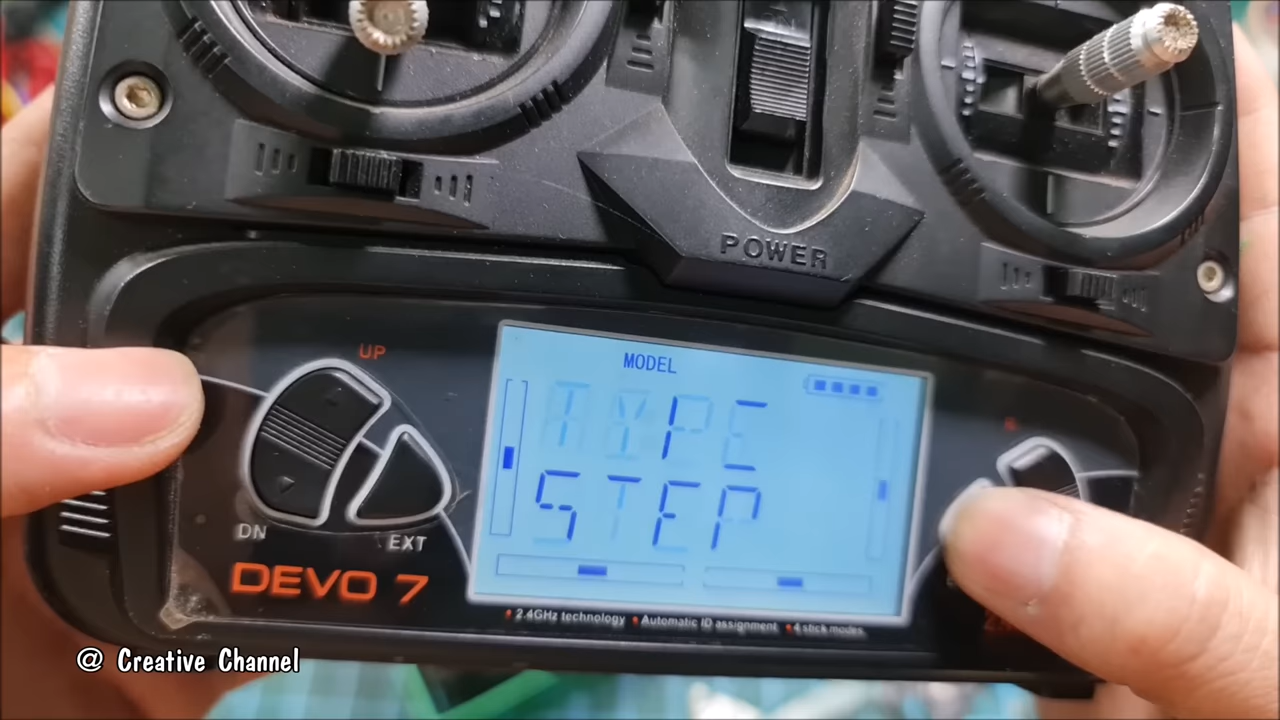 POWER
UP
MODEL
TYPE
STEP
DN
EXT
DEVO 7
2.4GHz technology Automatic ID assignment 4 stick modes
@ Creative Channel